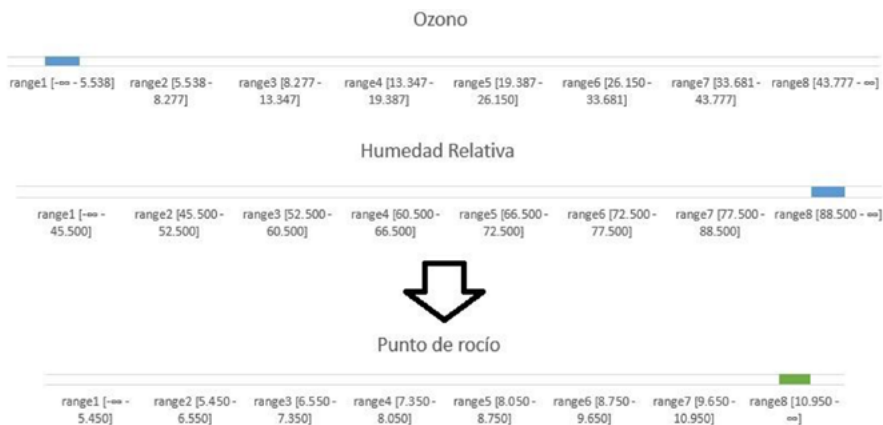 Ozono
range1 [-∞ - 5.538] range2 [5.538 - range3 [8.277 - range4 [13.347 - range5 [19.387 - range6 [26.150 - range7 [33.681 - range8 [43.777 - ∞]
8.277] 13.347] 19.387] 26.150] 33.681] 43.777]
Humedad Relativa
range1 [-∞ - range2 [45.500 - range3 [52.500 - range4 [60.500 - range5 [66.500 - range6 [72.500 - range7 [77.500 - range8 [88.500 - ∞]
45.500] 52.500] 60.500] 66.500] 72.500] 77.500] 88.500]
Punto de rocío
range1 [-∞ - range2 [5.450 - range3 [6.550 - range4 [7.350 - range5 [8.050 - range6 [8.750 - range7 [9.650 - range8 [10.950 -
5.450] 6.550] 7.350] 8.050] 8.750] 9.650] 10.950] ∞]